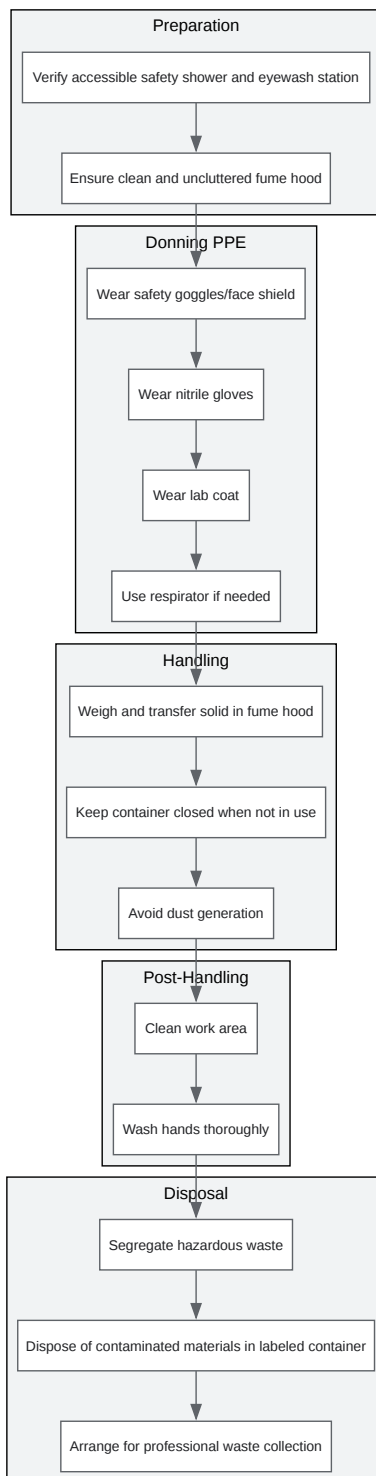 Preparation
Verify accessible safety shower and eyewash station
Ensure clean and uncluttered fume hood
Donning PPE
Wear safety goggles/face shield
Wear nitrile gloves
Wear lab coat
Use respirator if needed
Handling
Weigh and transfer solid in fume hood
Keep container closed when not in use
Avoid dust generation
Post-Handling
Clean work area
Wash hands thoroughly
Disposal
Segregate hazardous waste
Dispose of contaminated materials in labeled container
Arrange for professional waste collection